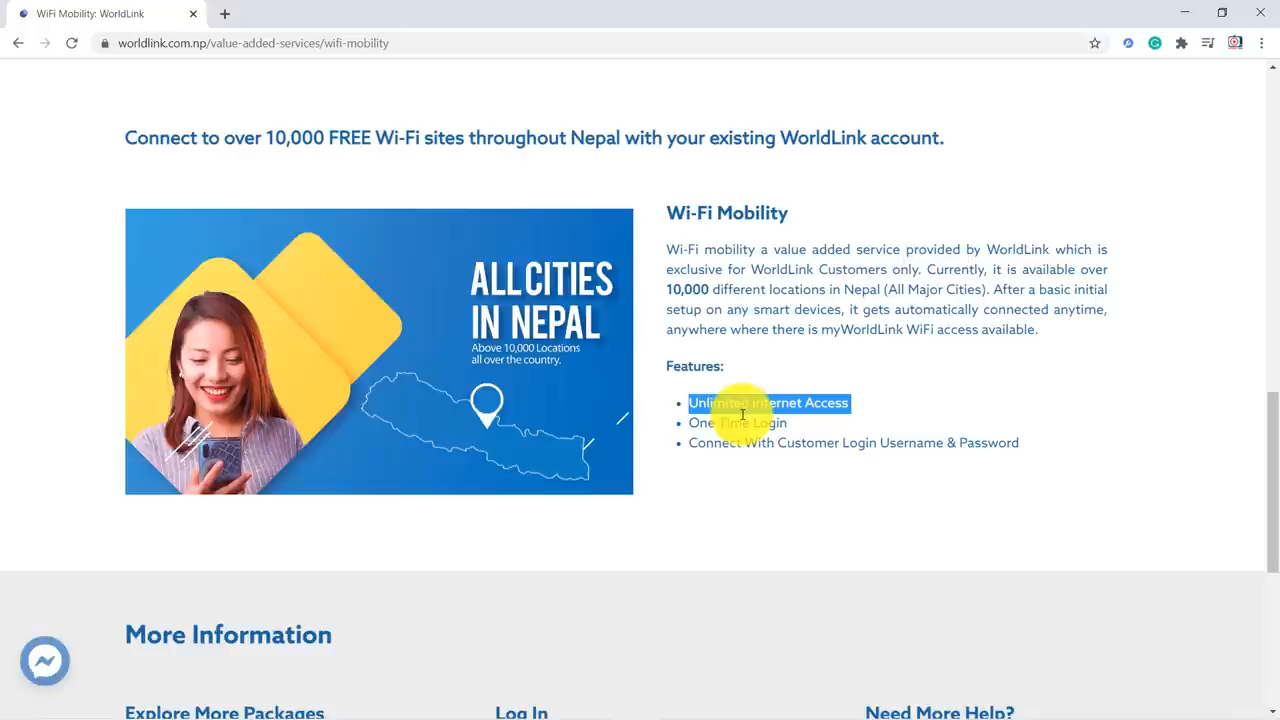 WiFi Mobility: WorldLink
worldlink.com.np/value-added-services/wifi-mobility
Connect to over 10,000 FREE Wi-Fi sites throughout Nepal with your existing WorldLink account.
ALL CITIES
IN NEPAL
Above 10,000 Locations
all over the country.
Wi-Fi Mobility
Wi-Fi mobility a value added service provided by WorldLink which is
exclusive for WorldLink Customers only. Currently, it is available over
10,000 different locations in Nepal (All Major Cities). After a basic initial
setup on any smart devices, it gets automatically connected anytime,
anywhere where there is myWorldLink WiFi access available.
Features:
• Unlimited Internet Access
• One Time Login
• Connect With Customer Login Username & Password
More Information
Explore More Packages
Log In
Need More Help?